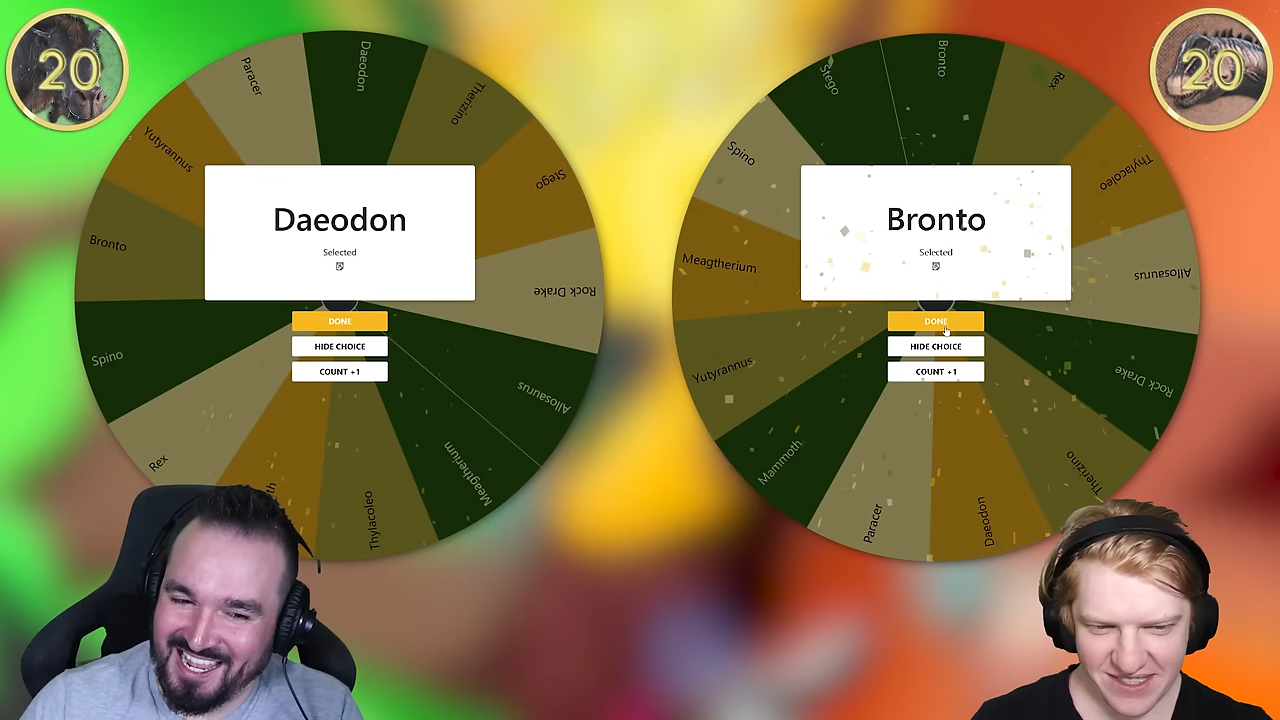 20
Paracer
Daeodon
Therizino
Yutyrannus
Stego
Bronto
Rock Drake
Spino
Allosaurus
Rex
Meagtherium
Thylacoleo
Daeodon
Selected
DONE
HIDE CHOICE
COUNT +1
20
Stego
Bronto
Rex
Spino
Thylacoleo
Meagtherium
Allosaurus
Yutyrannus
Rock Drake
Mammoth
Therizino
Paracer
Daeodon
Bronto
Selected
DONE
HIDE CHOICE
COUNT +1